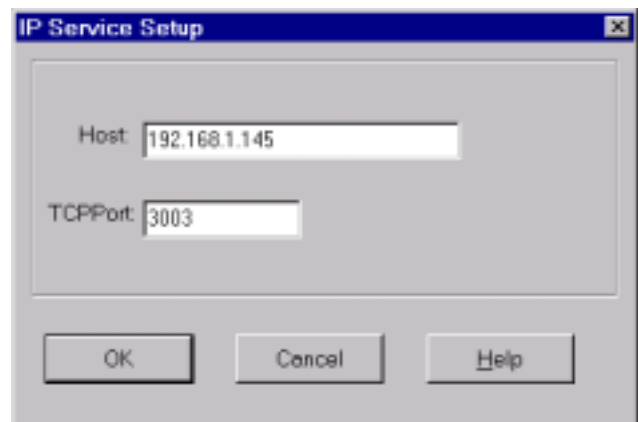 IP Service Setup
Host: 192.168.1.145
TCPPort: 3003
OK Cancel Help